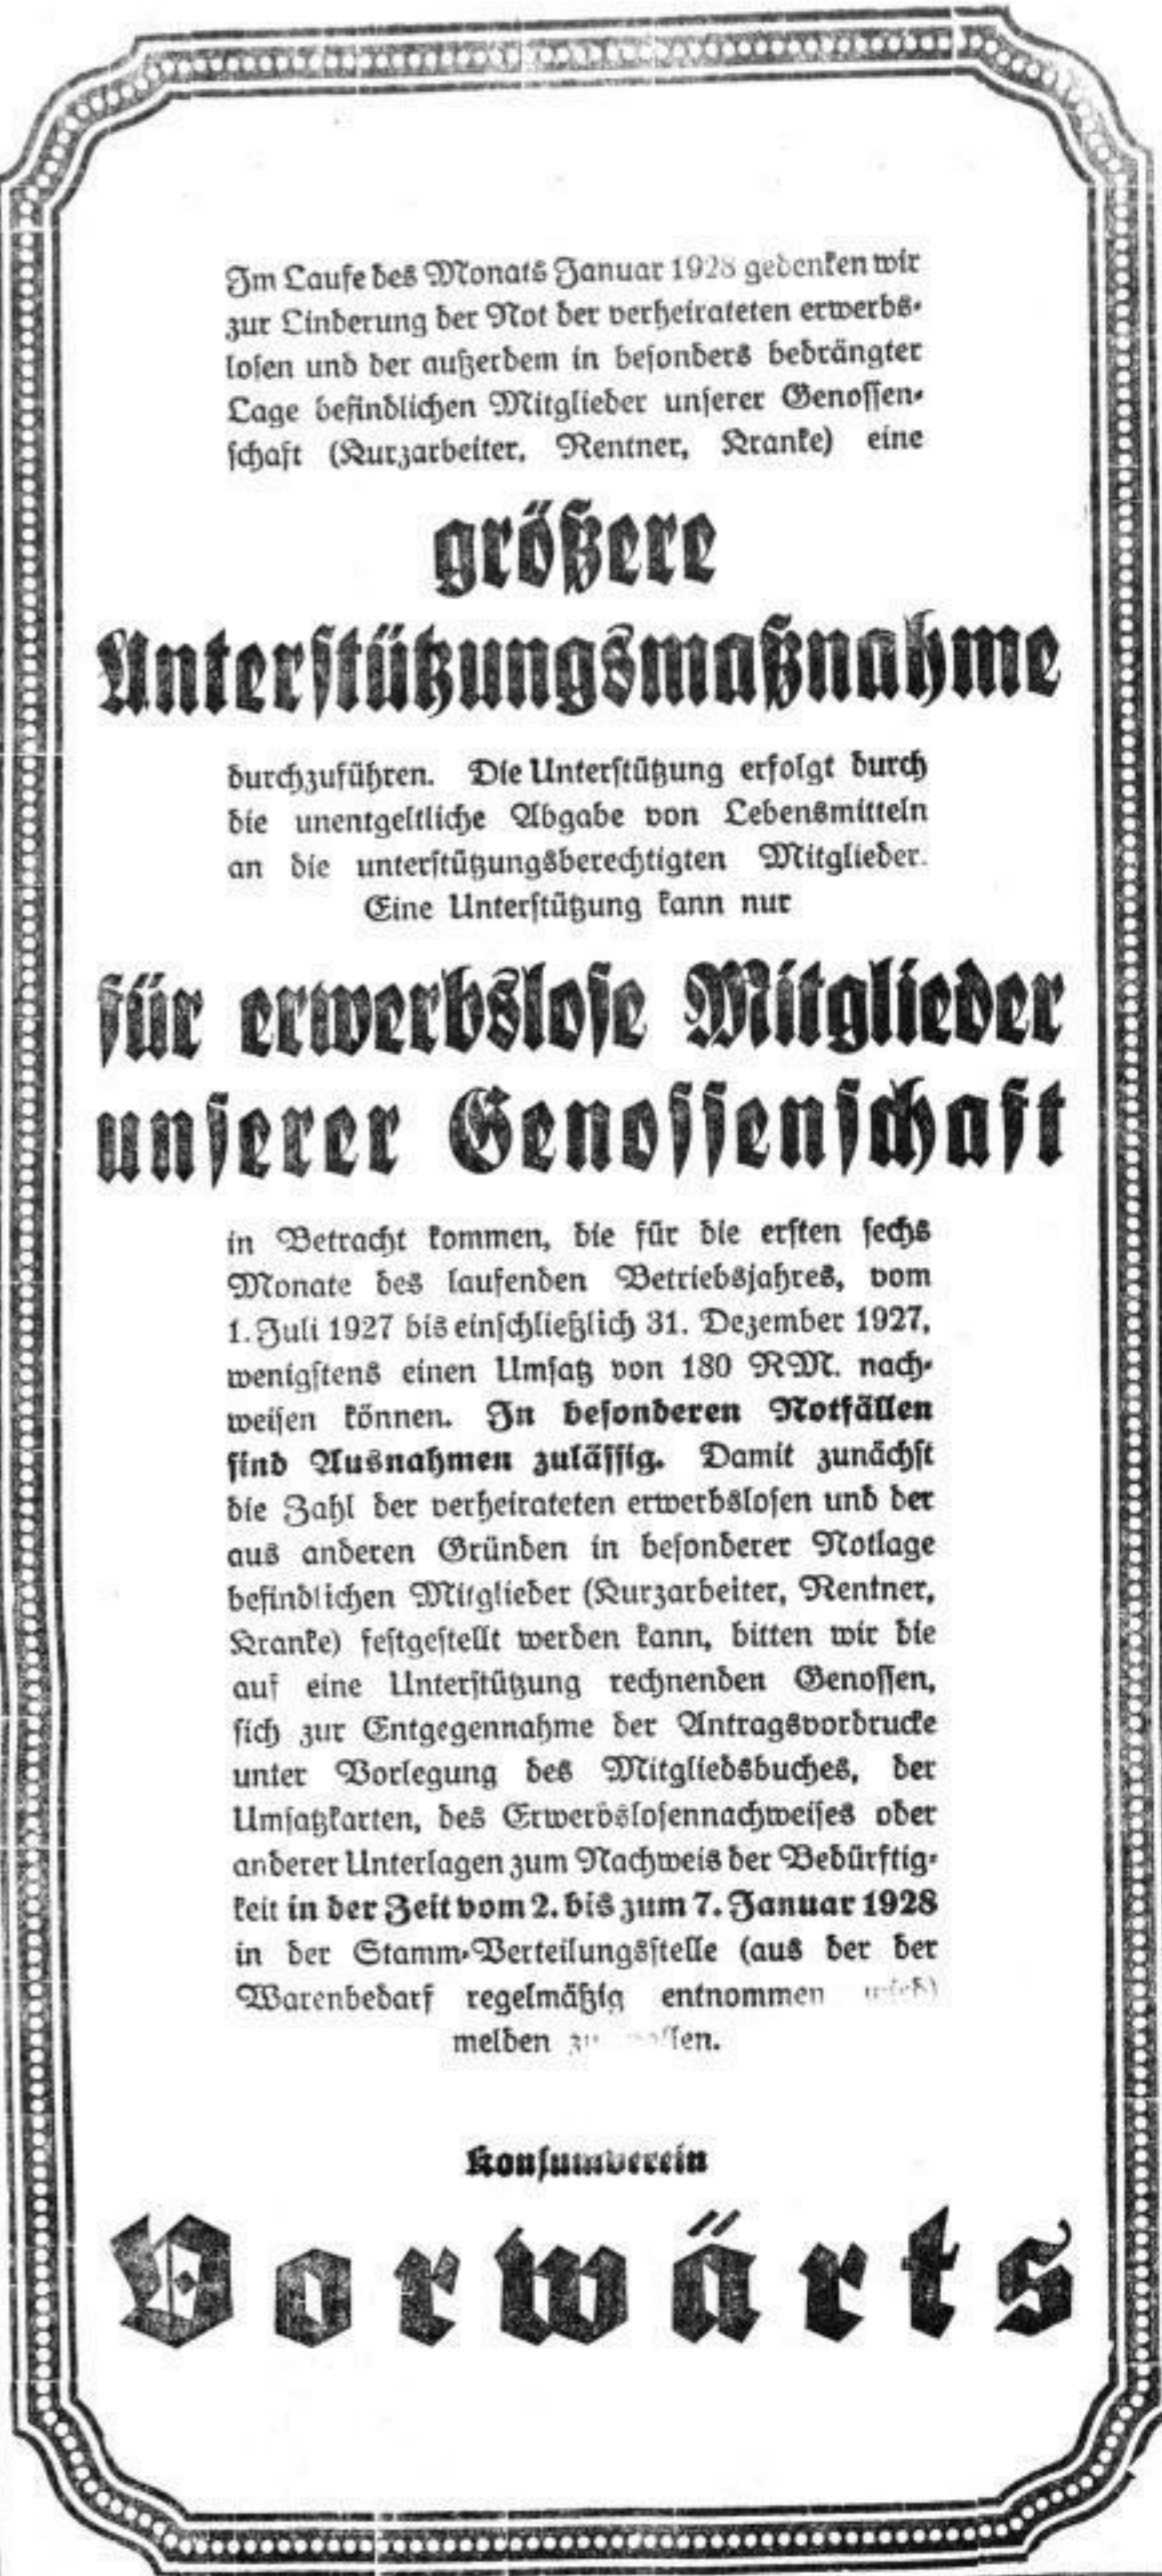 Im Laufe des Monats Januar 1928 gedenken wir
zur Linderung der Not der verheirateten erwerbs-
losen und der außerdem in besonders bedrängter
Lage befindlichen Mitglieder unserer Genossen-
schaft (Kurzarbeiter, Rentner, Kranke) eine
größere
Unterstützungsmaßnahme
durchzuführen. Die Unterstützung erfolgt durch
die unentgeltliche Abgabe von Lebensmitteln
an die unterstützungsberechtigten Mitglieder.
Eine Unterstützung kann nur
für erwerbslose Mitglieder
unserer Genossenschaft
in Betracht kommen, die für die ersten sechs
Monate des laufenden Betriebsjahres, vom
1. Juli 1927 bis einschließlich 31. Dezember 1927,
wenigstens einen Umsatz von 180 RM. nach-
weisen können. In besonderen Notfällen
sind Ausnahmen zulässig. Damit zunächst
die Zahl der verheirateten erwerbslosen und der
aus anderen Gründen in besonderer Notlage
befindlichen Mitglieder (Kurzarbeiter, Rentner,
Kranke) festgestellt werden kann, bitten wir die
auf eine Unterstützung rechnenden Genossen,
sich zur Entgegennahme der Antragsvordrucke
unter Vorlegung des Mitgliedsbuches, der
Umsatzkarten, des Erwerbslosennachweises oder
anderer Unterlagen zum Nachweis der Bedürftig-
keit in der Zeit vom 2. bis zum 7. Januar 1928
in der Stamm-Verteilungsstelle (aus der der
Warenbedarf regelmäßig entnommen wird)
melden zu
Konsumverein
Vorwärts